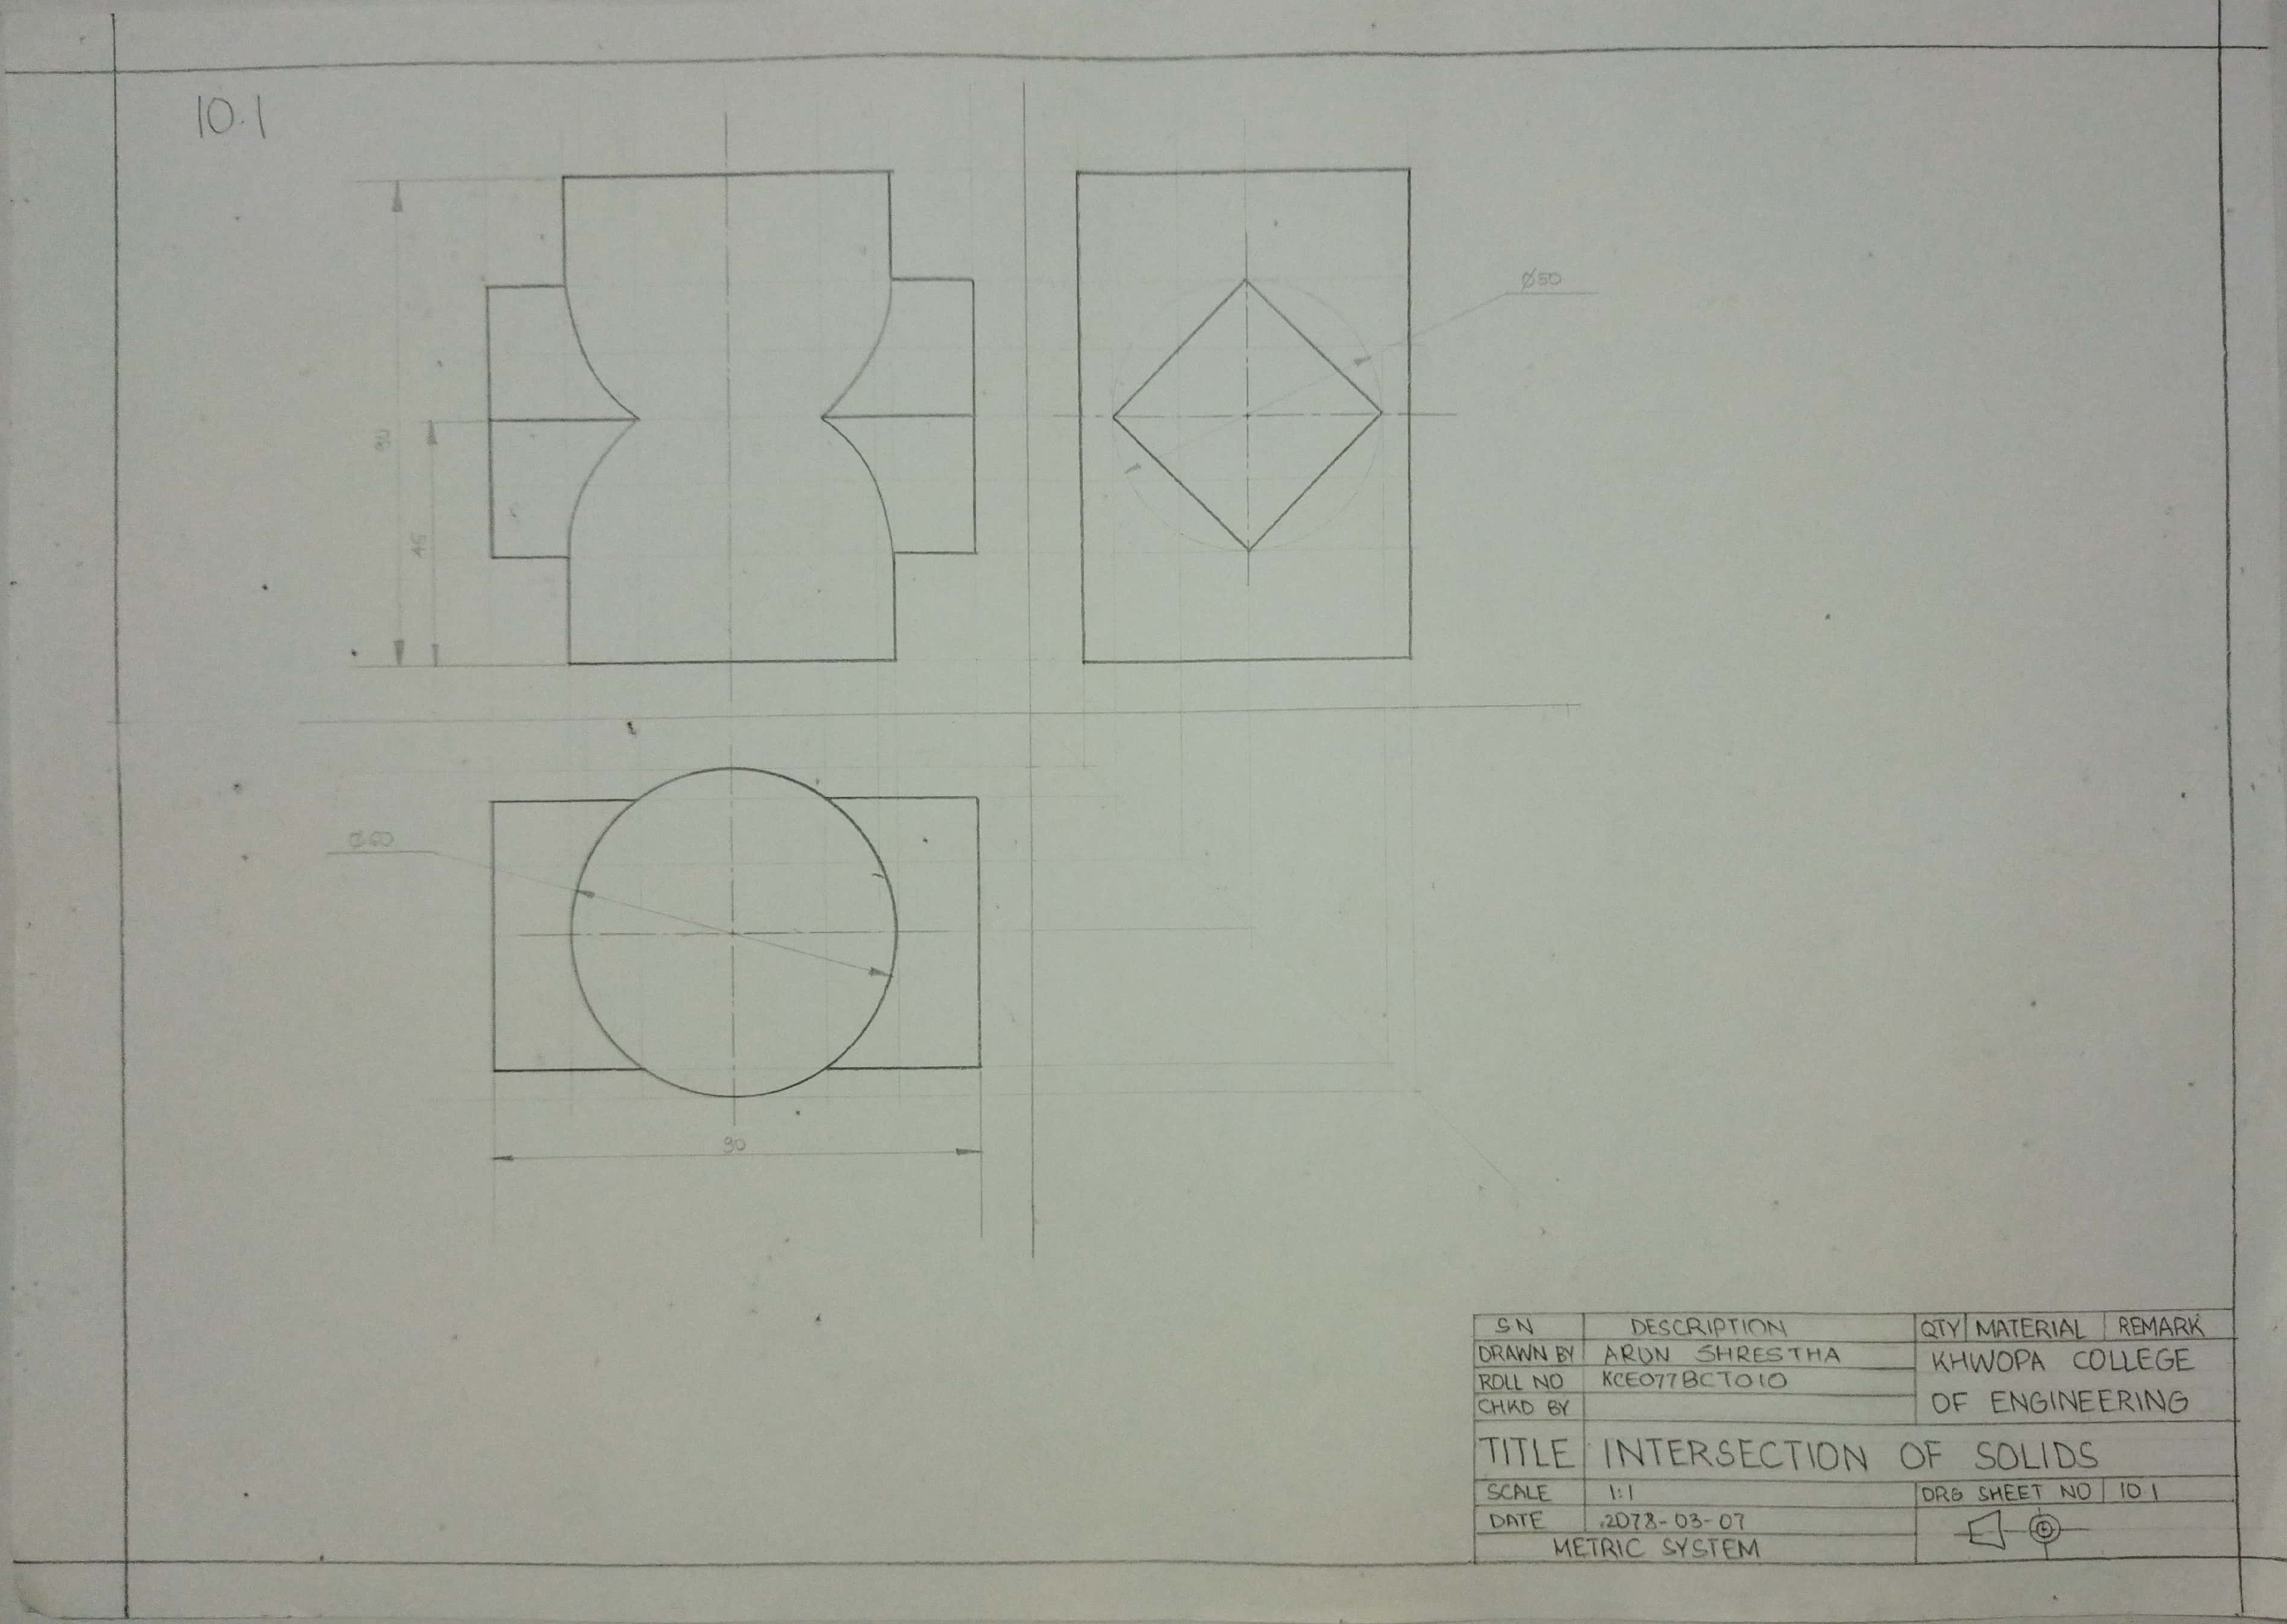 10.1
Ø50
45
Ø60
90
SN DESCRIPTION QTY MATERIAL REMARK
DRAWN BY ARUN SHRESTHA
KHWOPA COLLEGE
ROLL NO KCE077BCT010
OF ENGINEERING
CHKD BY
TITLE INTERSECTION OF SOLIDS
SCALE 1:1 DRG SHEET NO 10.1
DATE 2078-03-07
METRIC SYSTEM